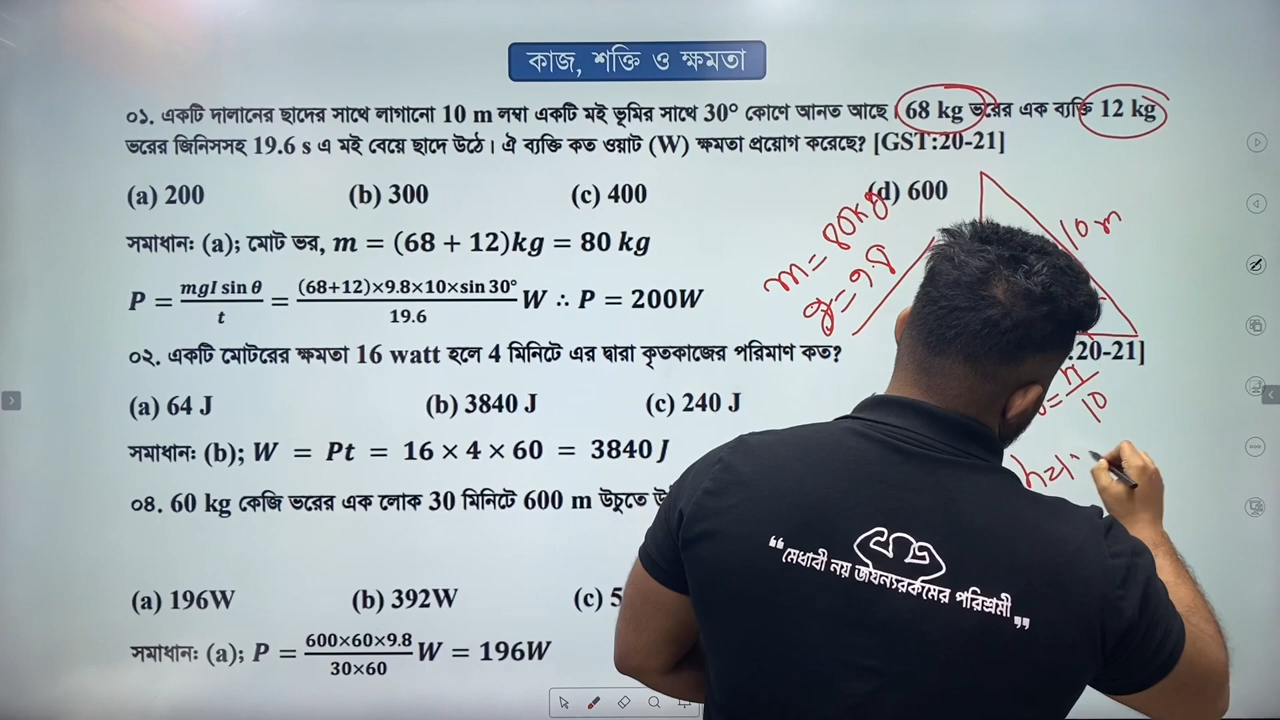 কাজ, শক্তি ও ক্ষমতা
০১. একটি দালানের ছাদের সাথে লাগানো 10 m লম্বা একটি মই ভূমির সাথে 30° কোণে আনত আছে। 68 kg ভরের এক ব্যক্তি 12 kg
ভরের জিনিসসহ 19.6 s এ মই বেয়ে ছাদে উঠে। ঐ ব্যক্তি কত ওয়াট (W) ক্ষমতা প্রয়োগ করেছে? [GST:20-21]
(a) 200 (b) 300 (c) 400 (d) 600
সমাধান: (a); মোট ভর, m = (68 + 12)kg = 80 kg
m = 80kg
g = 9.8
10 m
P = mgl sin θ / t = (68+12)×9.8×10×sin 30° / 19.6 W ∴ P = 200W
০২. একটি মোটরের ক্ষমতা 16 watt হলে 4 মিনিটে এর দ্বারা কৃতকাজের পরিমাণ কত? :20-21]
(a) 64 J (b) 3840 J (c) 240 J
সমাধান: (b); W = Pt = 16 × 4 × 60 = 3840 J
= h / 10
h=1
০৪. 60 kg কেজি ভরের এক লোক 30 মিনিটে 600 m উচুতে
(a) 196W (b) 392W (c) 5
সমাধান: (a); P = 600×60×9.8 / 30×60 W = 196W
“মেধাবী নয় জঘন্যরকমের পরিশ্রমী”